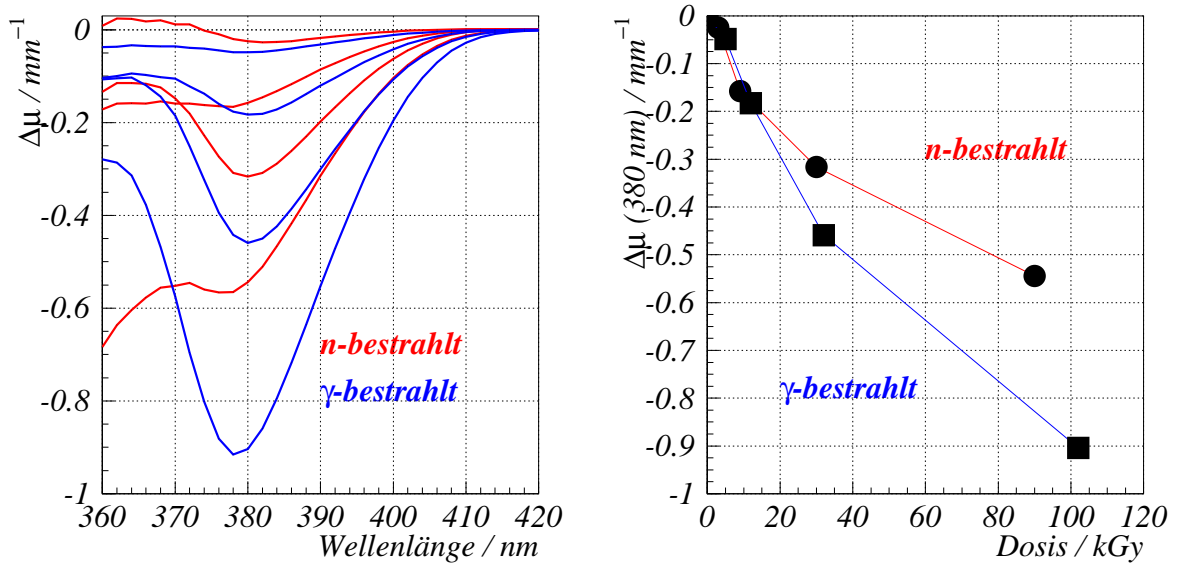 Δμ / mm⁻¹
0
-0.2
-0.4
-0.6
-0.8
-1
360 370 380 390 400 410 420
Wellenlänge / nm
n-bestrahlt
γ-bestrahlt
Δμ (380 nm) / mm⁻¹
0
-0.1
-0.2
-0.3
-0.4
-0.5
-0.6
-0.7
-0.8
-0.9
-1
0 20 40 60 80 100 120
Dosis / kGy
n-bestrahlt
γ-bestrahlt